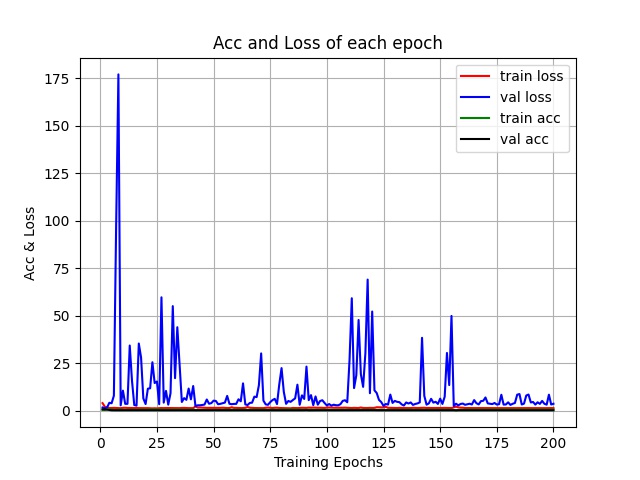 Acc and Loss of each epoch
train loss
val loss
train acc
val acc
175
150
125
100
75
50
25
0
Acc & Loss
0 25 50 75 100 125 150 175 200
Training Epochs